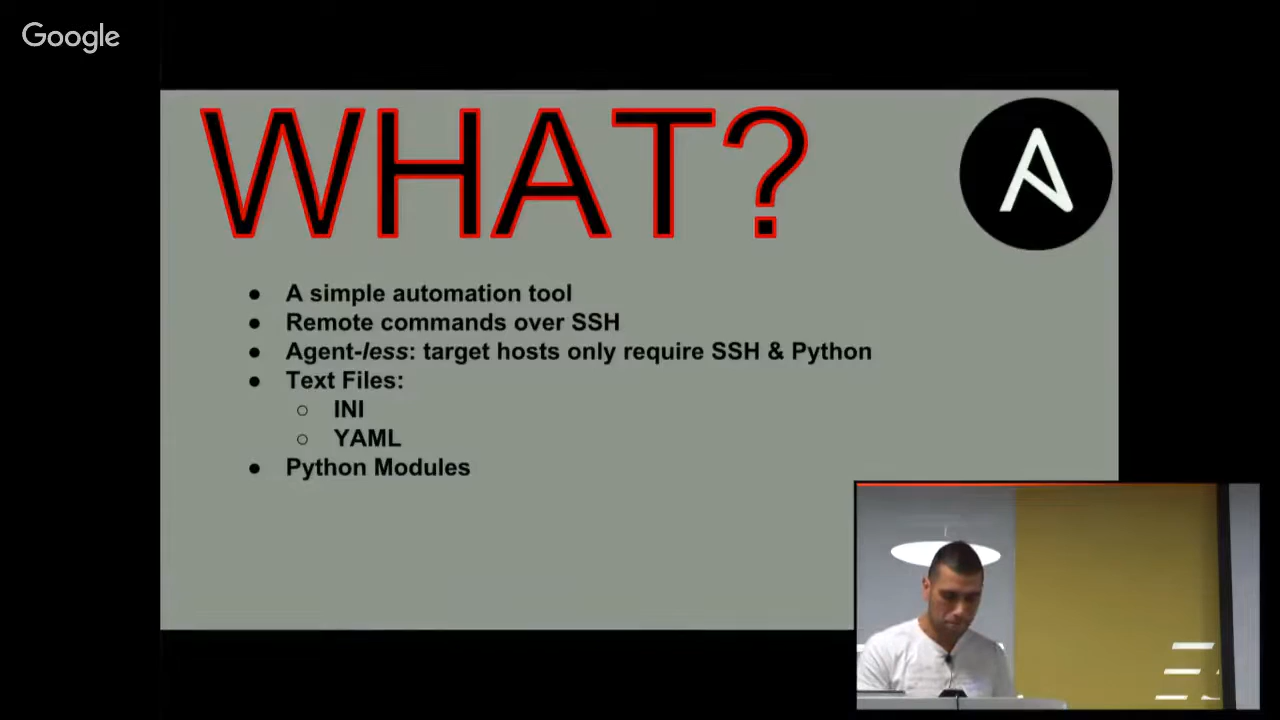 Google
WHAT?
● A simple automation tool
● Remote commands over SSH
● Agent-less: target hosts only require SSH & Python
● Text Files:
○ INI
○ YAML
● Python Modules